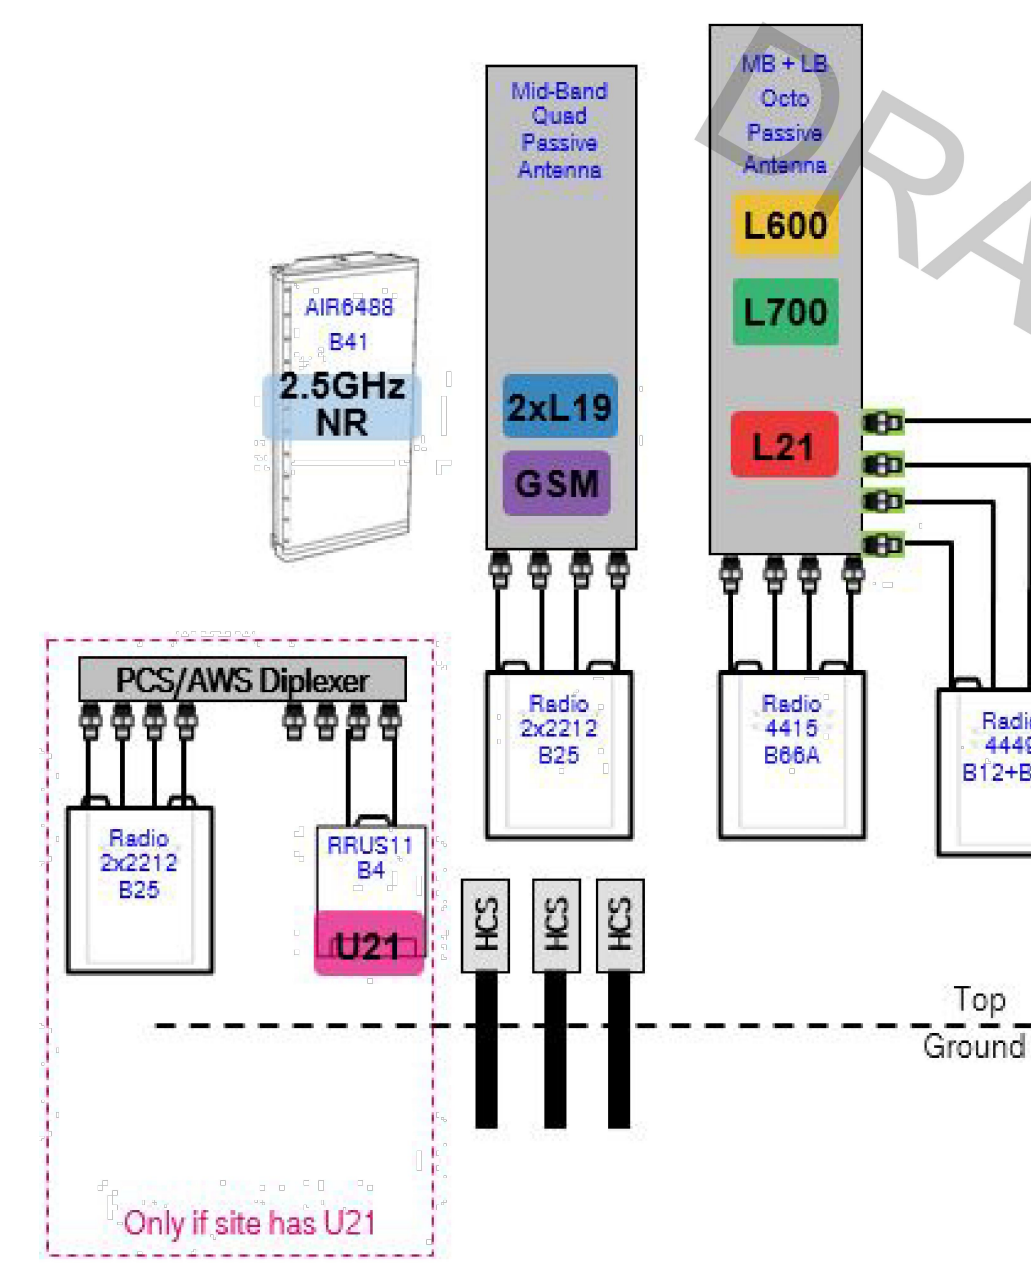 MB + LB
Octo
Passive
Antenna
L600
L700
L21
Mid-Band
Quad
Passive
Antenna
2xL19
GSM
AIR6488
B41
2.5GHz
NR
PCS/AWS Diplexer
Radio
2x2212
B25
RRUS11
B4
U21
Radio
2x2212
B25
Radio
4415
B66A
HCS
HCS
HCS
Top
Ground
Only if site has U21